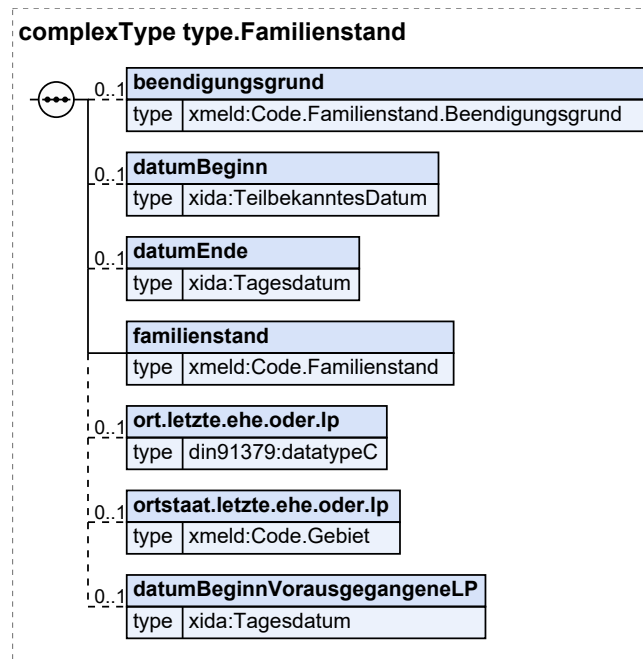 complexType type.Familienstand
0..1 beendigungsgrund
type xmeld:Code.Familienstand.Beendigungsgrund
0..1 datumBeginn
type xida:TeilbekanntesDatum
0..1 datumEnde
type xida:Tagesdatum
familienstand
type xmeld:Code.Familienstand
0..1 ort.letzte.ehe.oder.lp
type din91379:datatypeC
0..1 ortstaat.letzte.ehe.oder.lp
type xmeld:Code.Gebiet
0..1 datumBeginnVorausgegangeneLP
type xida:Tagesdatum